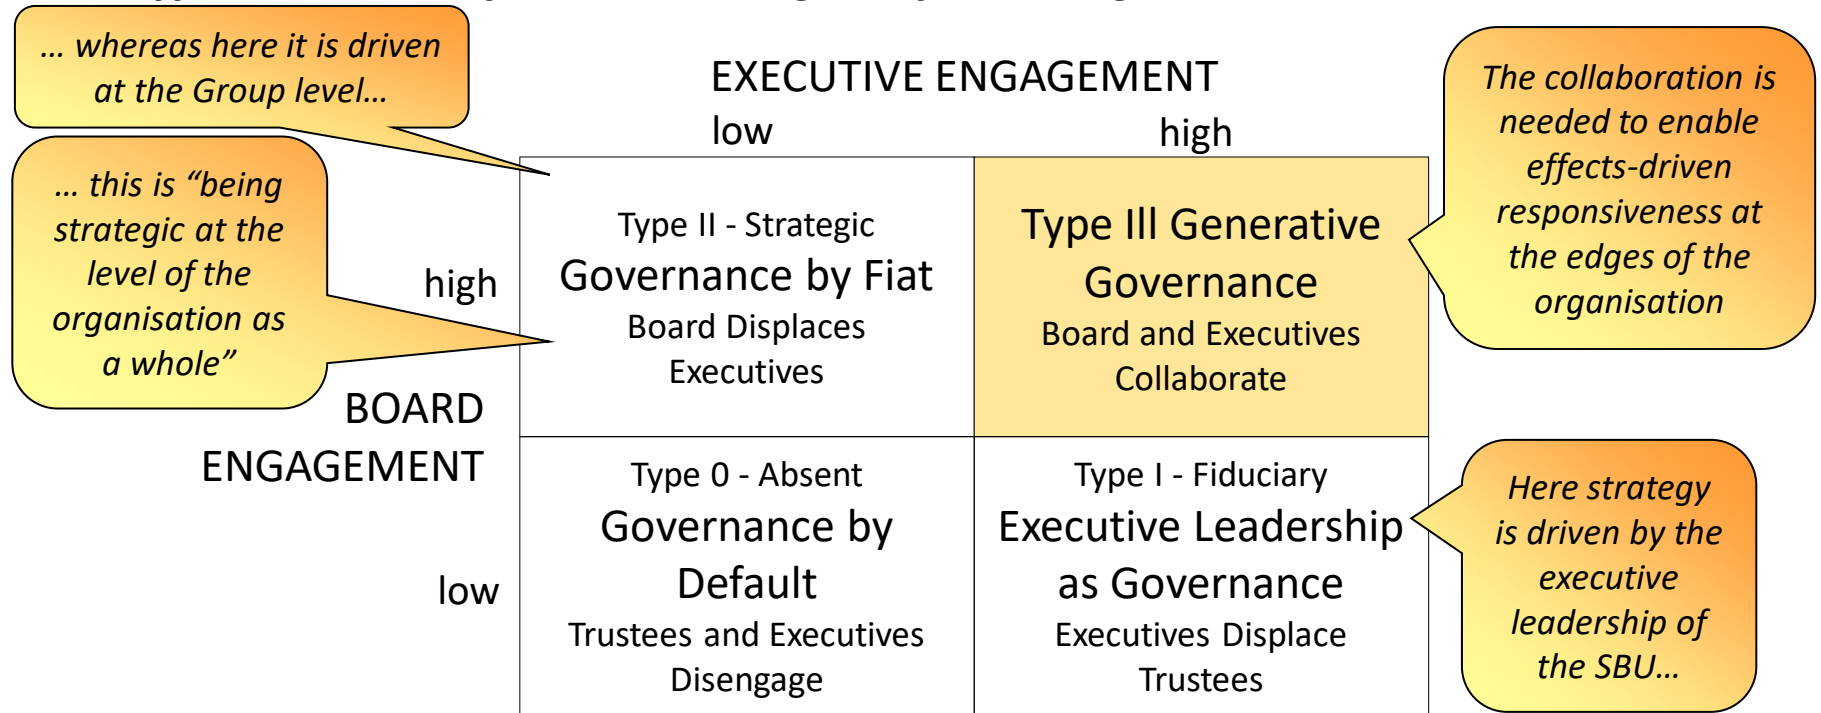 … whereas here it is driven
at the Group level…
… this is “being
strategic at the
level of the
organisation as
a whole”
EXECUTIVE ENGAGEMENT
low
high
BOARD
ENGAGEMENT
high
low
Type II - Strategic
Governance by Fiat
Board Displaces
Executives
Type Ill Generative
Governance
Board and Executives
Collaborate
Type 0 - Absent
Governance by
Default
Trustees and Executives
Disengage
Type I - Fiduciary
Executive Leadership
as Governance
Executives Displace
Trustees
The collaboration is
needed to enable
effects-driven
responsiveness at
the edges of the
organisation
Here strategy
is driven by the
executive
leadership of
the SBU…